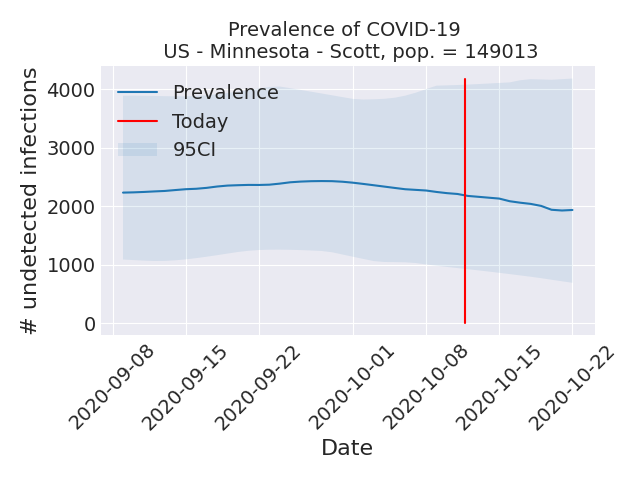 Prevalence of COVID-19
US - Minnesota - Scott, pop. = 149013
# undetected infections
4000
3000
2000
1000
0
Prevalence
Today
95CI
2020-09-08
2020-09-15
2020-09-22
2020-10-01
2020-10-08
2020-10-15
2020-10-22
Date